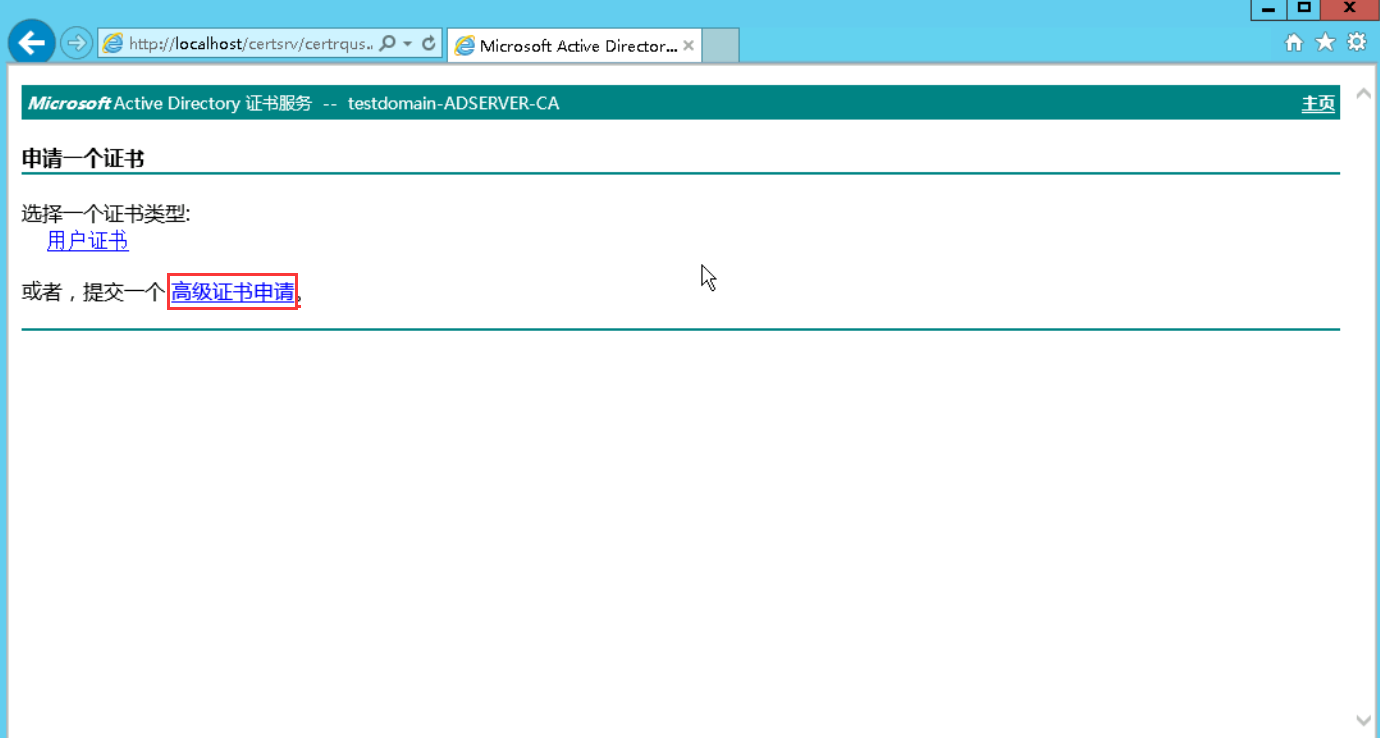 http://localhost/certsrv/certrqus..
Microsoft Active Director...
Microsoft Active Directory 证书服务 -- testdomain-ADSERVER-CA
主页
申请一个证书
选择一个证书类型:
用户证书
或者，提交一个 高级证书申请。